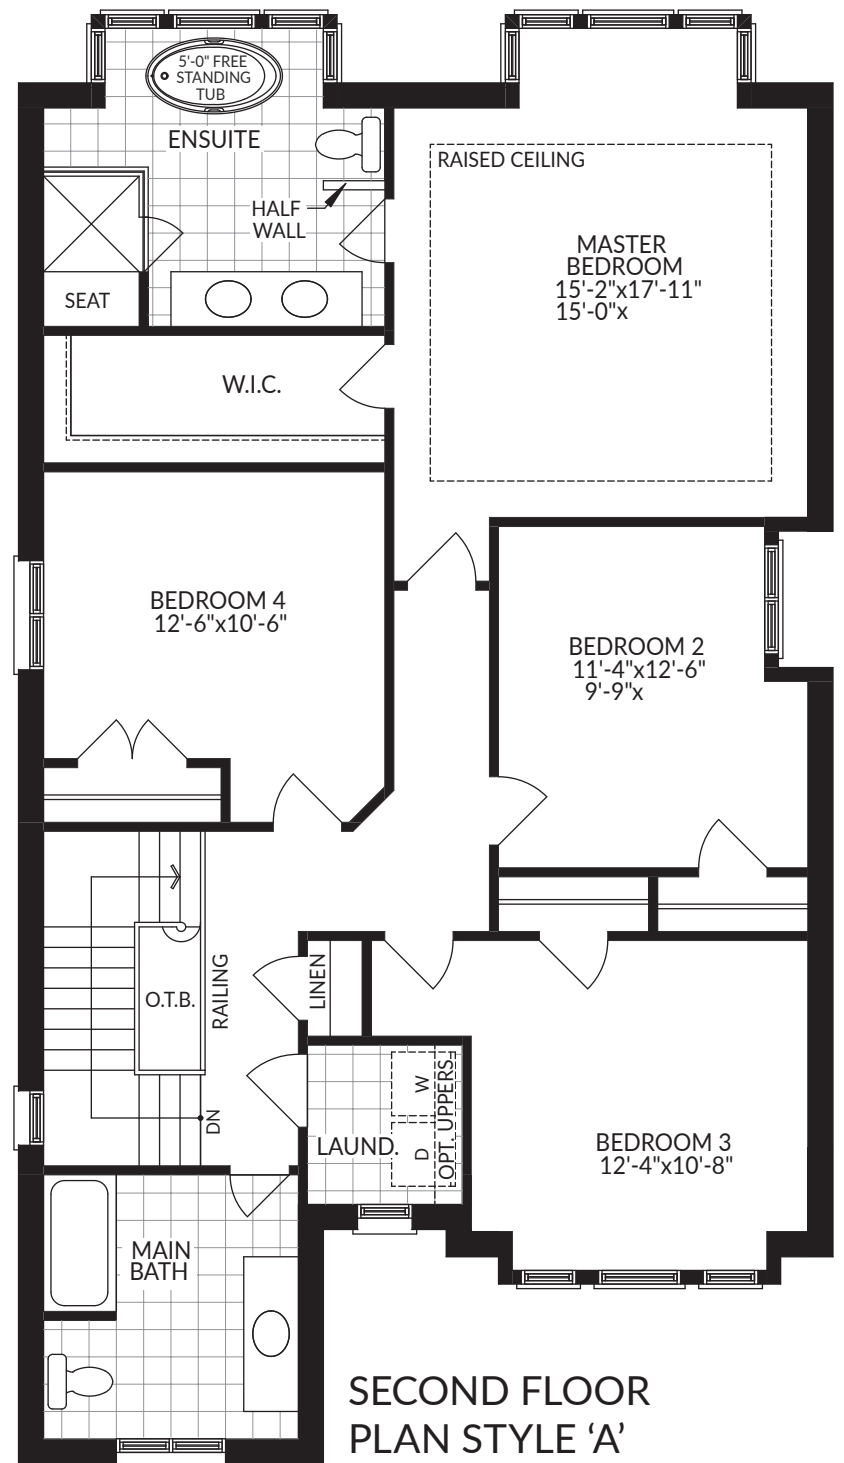 5'-0" FREE
STANDING
TUB
ENSUITE
HALF
WALL
SEAT
RAISED CEILING
MASTER
BEDROOM
15'-2"x17'-11"
15'-0"x
W.I.C.
BEDROOM 4
12'-6"x10'-6"
BEDROOM 2
11'-4"x12'-6"
9'-9"x
O.T.B.
RAILING
LINEN
DN
LAUND.
W
D
OPT. UPPERS
BEDROOM 3
12'-4"x10'-8"
MAIN
BATH
SECOND FLOOR
PLAN STYLE ‘A’